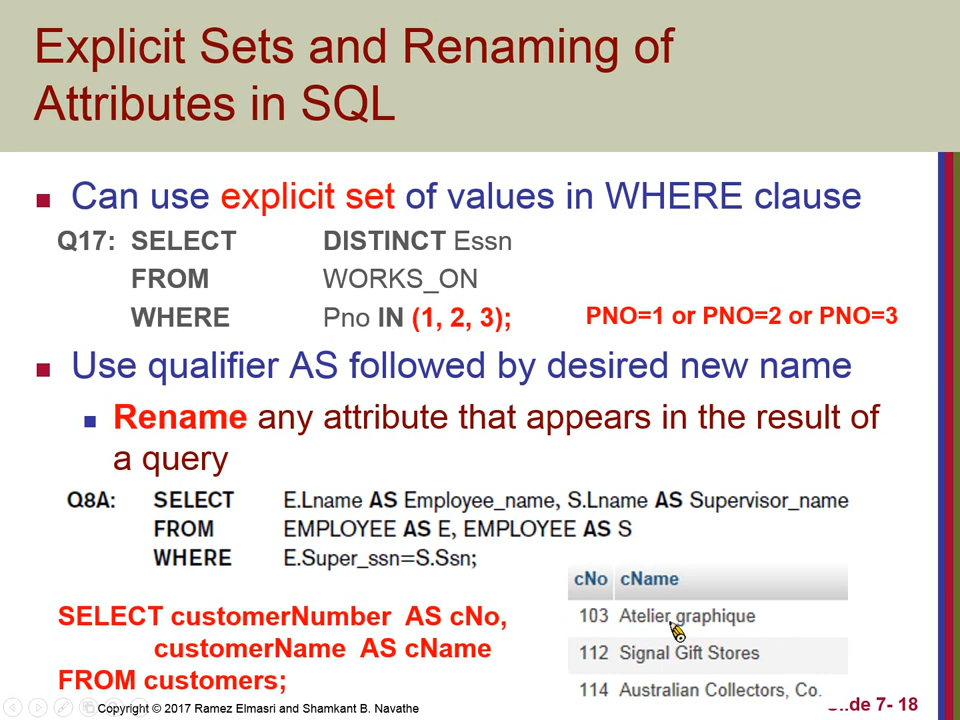 Explicit Sets and Renaming of
Attributes in SQL
Can use explicit set of values in WHERE clause
Q17: SELECT DISTINCT Essn
FROM WORKS_ON
WHERE Pno IN (1, 2, 3); PNO=1 or PNO=2 or PNO=3
Use qualifier AS followed by desired new name
Rename any attribute that appears in the result of
a query
Q8A: SELECT E.Lname AS Employee_name, S.Lname AS Supervisor_name
FROM EMPLOYEE AS E, EMPLOYEE AS S
WHERE E.Super_ssn=S.Ssn;
SELECT customerNumber AS cNo,
customerName AS cName
FROM customers;
cNo cName
103 Atelier graphique
112 Signal Gift Stores
114 Australian Collectors, Co.
Copyright © 2017 Ramez Elmasri and Shamkant B. Navathe
Slide 7- 18